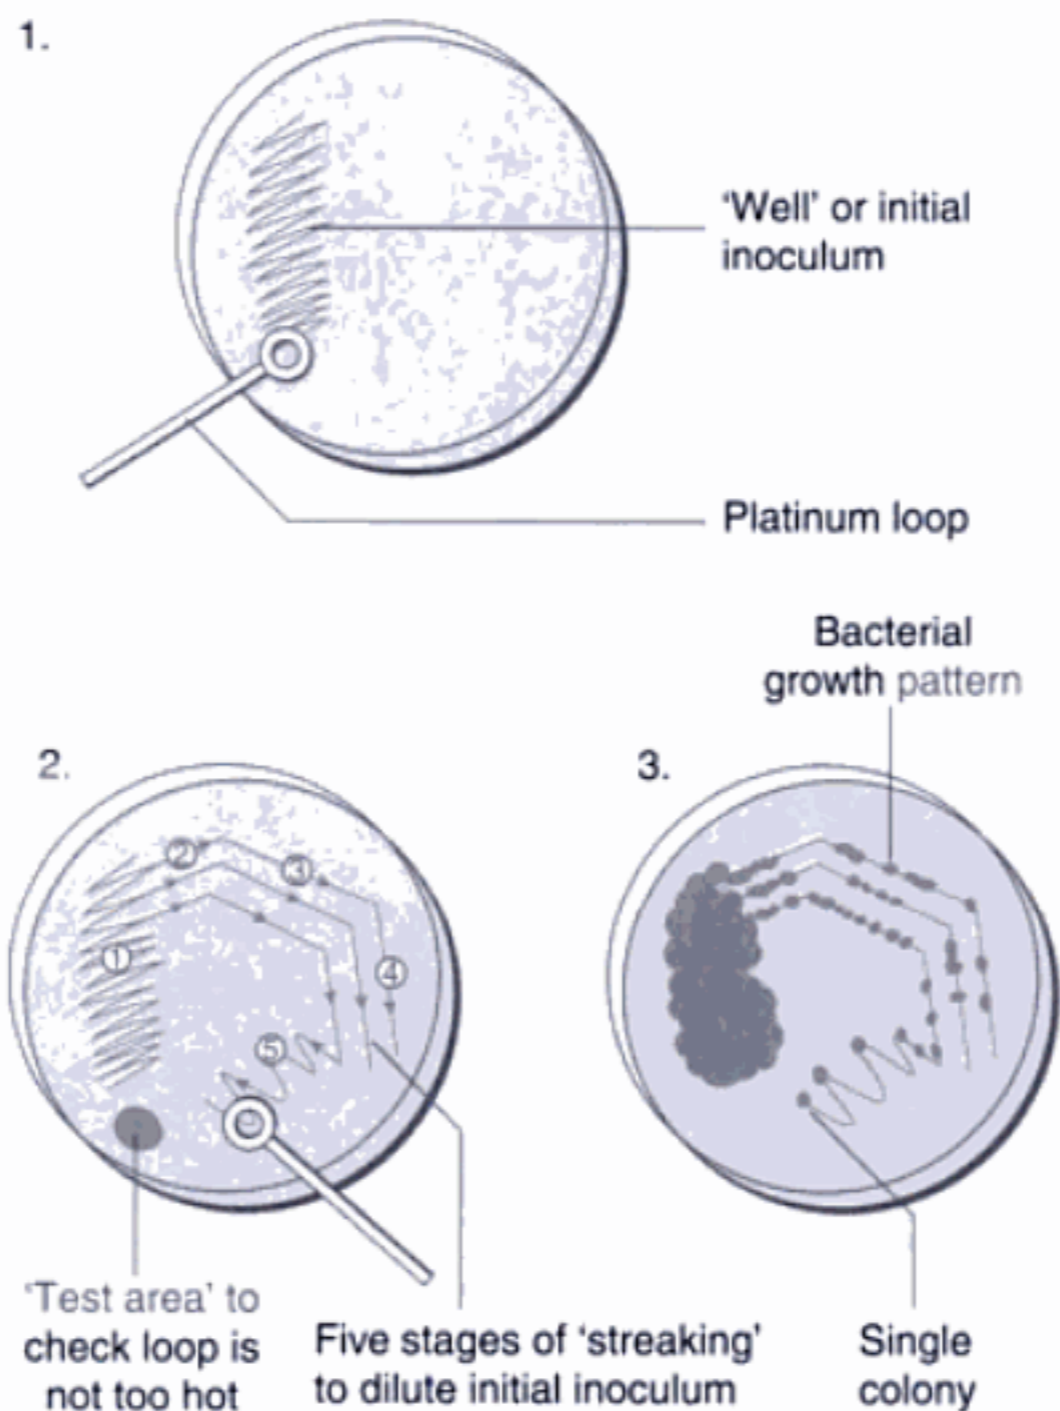 1.
‘Well’ or initial
inoculum
Platinum loop
Bacterial
growth pattern
2.
3.
②
③
①
④
⑤
‘Test area’ to
check loop is
not too hot
Five stages of ‘streaking’
to dilute initial inoculum
Single
colony